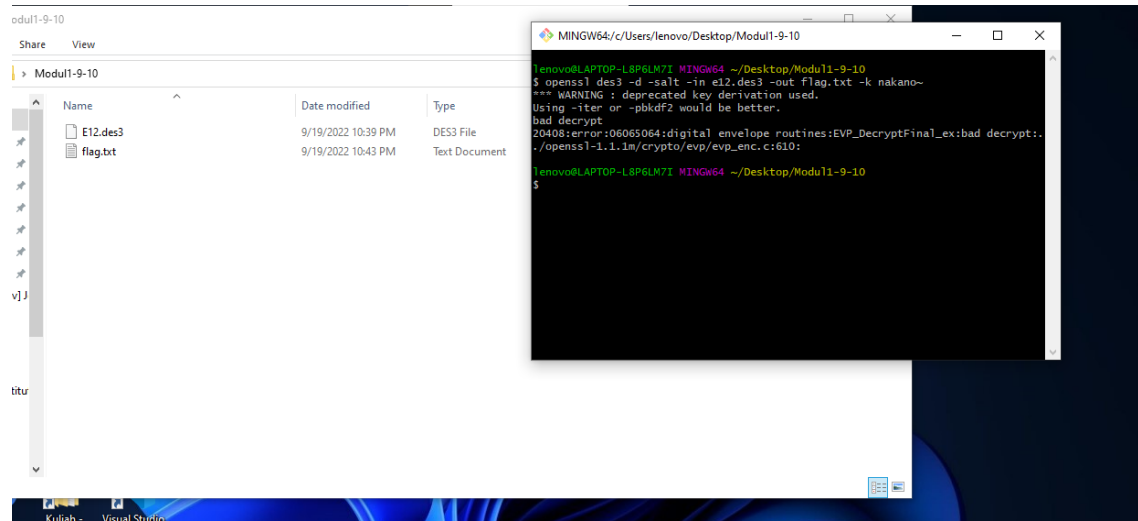 odul1-9-10
Share View
> Modul1-9-10
Name Date modified Type
E12.des3 9/19/2022 10:39 PM DES3 File
flag.txt 9/19/2022 10:43 PM Text Document
v] J
titu
MINGW64:/c/Users/lenovo/Desktop/Modul1-9-10
lenovo@LAPTOP-L8P6LM7I MINGW64 ~/Desktop/Modul1-9-10
$ openssl des3 -d -salt -in e12.des3 -out flag.txt -k nakano~
*** WARNING : deprecated key derivation used.
Using -iter or -pbkdf2 would be better.
bad decrypt
20408:error:06065064:digital envelope routines:EVP_DecryptFinal_ex:bad decrypt:.
./openssl-1.1.1m/crypto/evp/evp_enc.c:610:
lenovo@LAPTOP-L8P6LM7I MINGW64 ~/Desktop/Modul1-9-10
$
Kuliah - Visual Studio